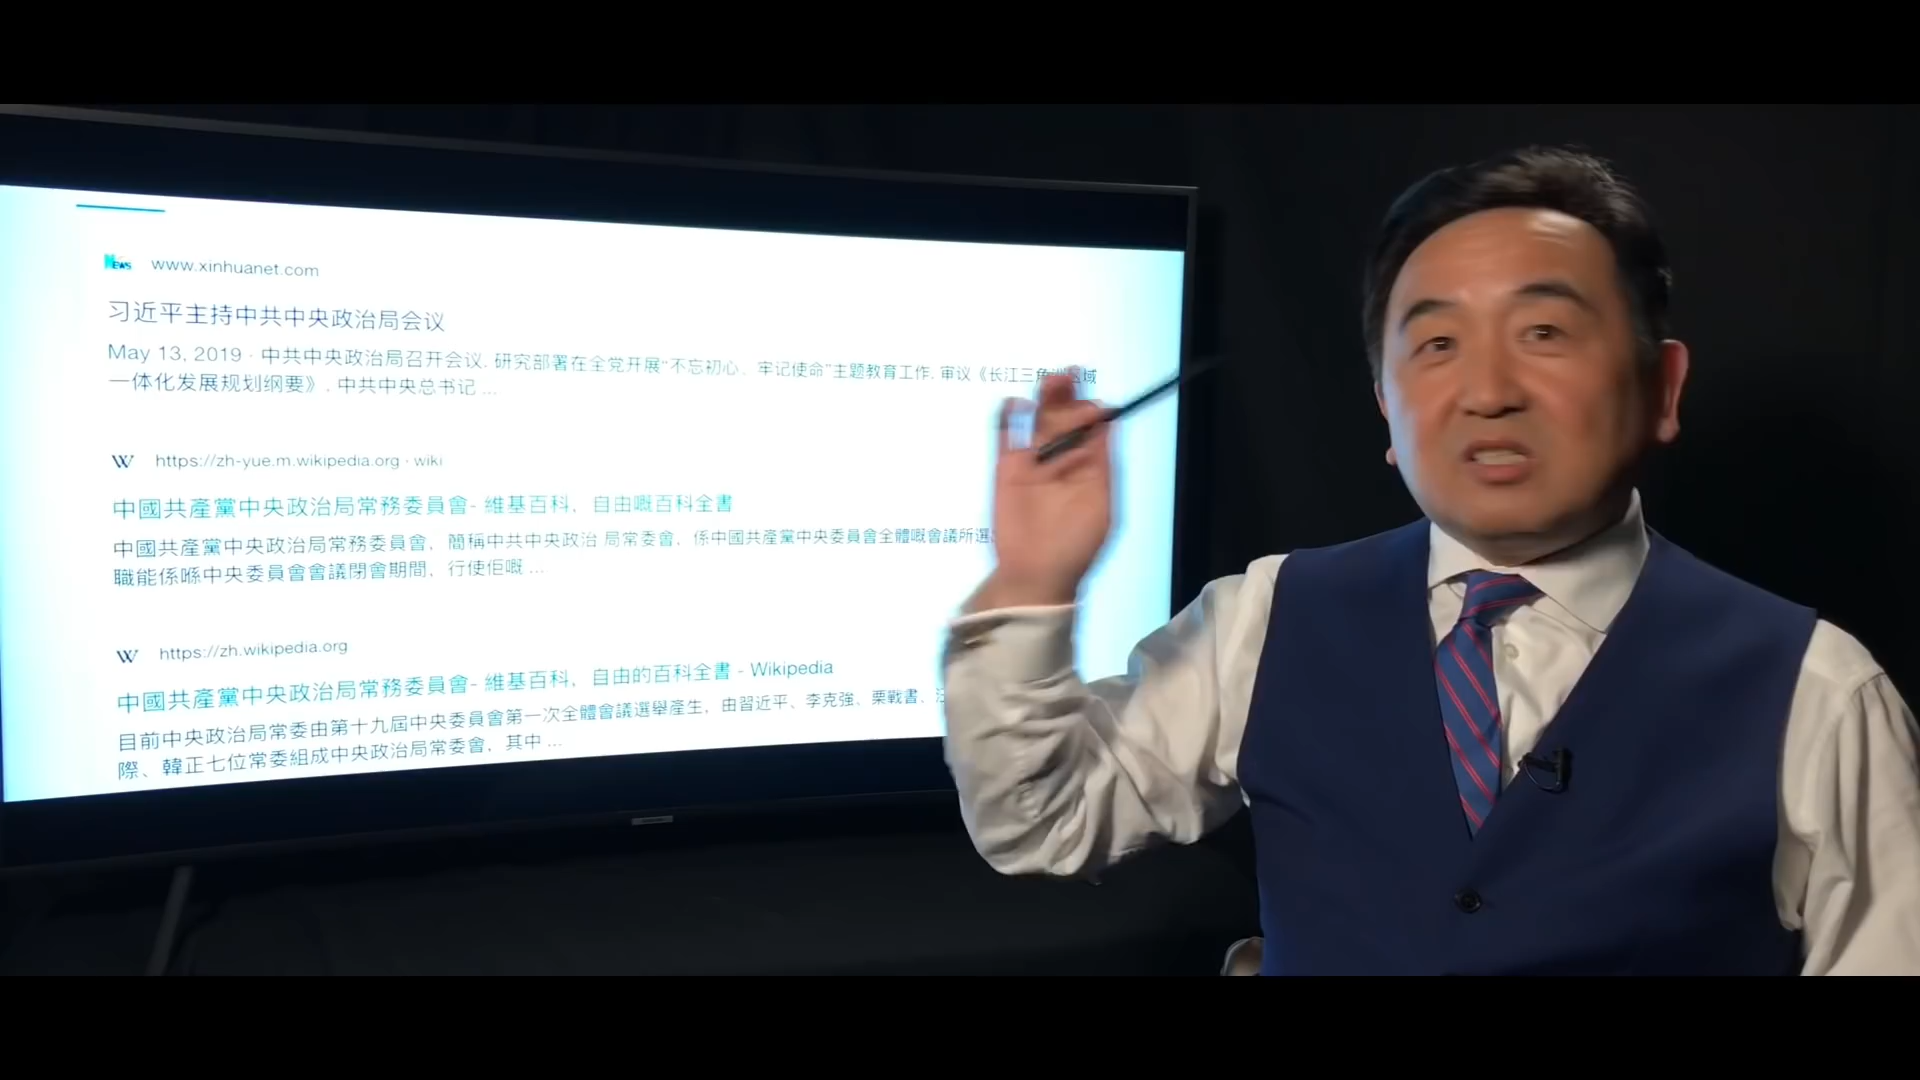 NEWS www.xinhuanet.com
习近平主持中共中央政治局会议
May 13, 2019 · 中共中央政治局召开会议, 研究部署在全党开展“不忘初心、牢记使命”主题教育工作, 审议《长江三角洲区域
一体化发展规划纲要》. 中共中央总书记 ...
W https://zh-yue.m.wikipedia.org · wiki
中國共產黨中央政治局常務委員會- 維基百科，自由嘅百科全書
中國共產黨中央政治局常務委員會，簡稱中共中央政治 局常委會、係中國共產黨中央委員會全體嘅會議所選
職能係喺中央委員會會議閉會期間，行使佢嘅 ...
W https://zh.wikipedia.org
中國共產黨中央政治局常務委員會- 維基百科，自由的百科全書 - Wikipedia
目前中央政治局常委由第十九屆中央委員會第一次全體會議選舉產生，由習近平、李克強、栗戰書、
際、韓正七位常委組成中央政治局常委會，其中 ...